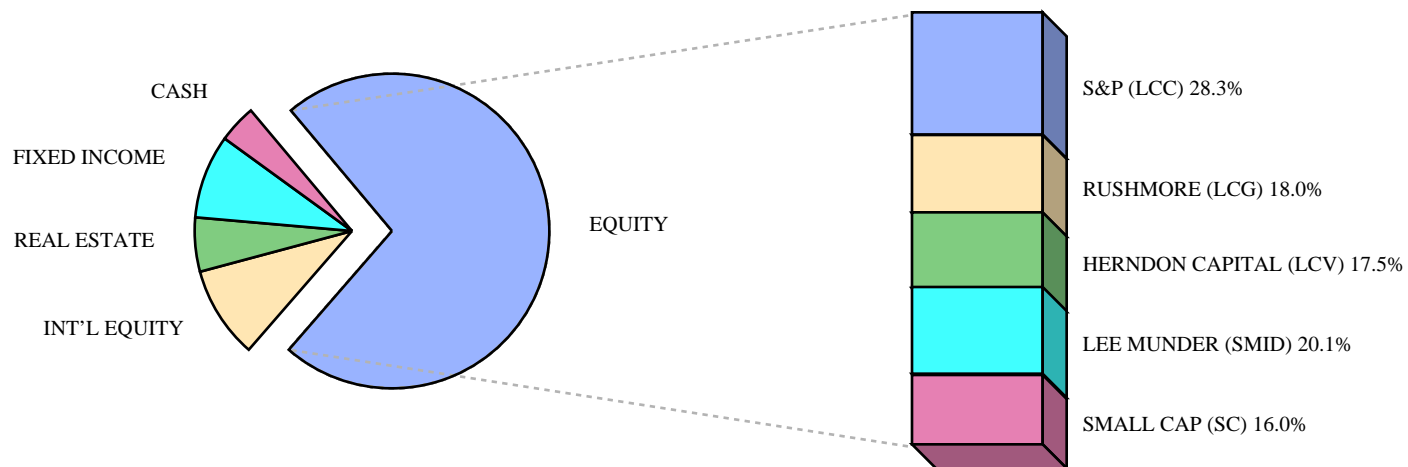 CASH
FIXED INCOME
REAL ESTATE
INT'L EQUITY
EQUITY
S&P (LCC) 28.3%
RUSHMORE (LCG) 18.0%
HERNDON CAPITAL (LCV) 17.5%
LEE MUNDER (SMID) 20.1%
SMALL CAP (SC) 16.0%